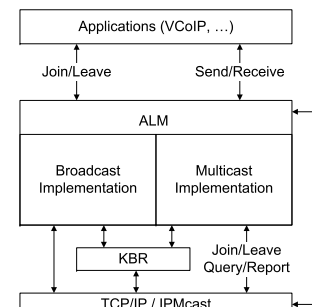 Applications (VCoIP, …)
Join/Leave
Send/Receive
ALM
Broadcast
Implementation
Multicast
Implementation
KBR
Join/Leave
Query/Report
TCP/IP / IPMcast